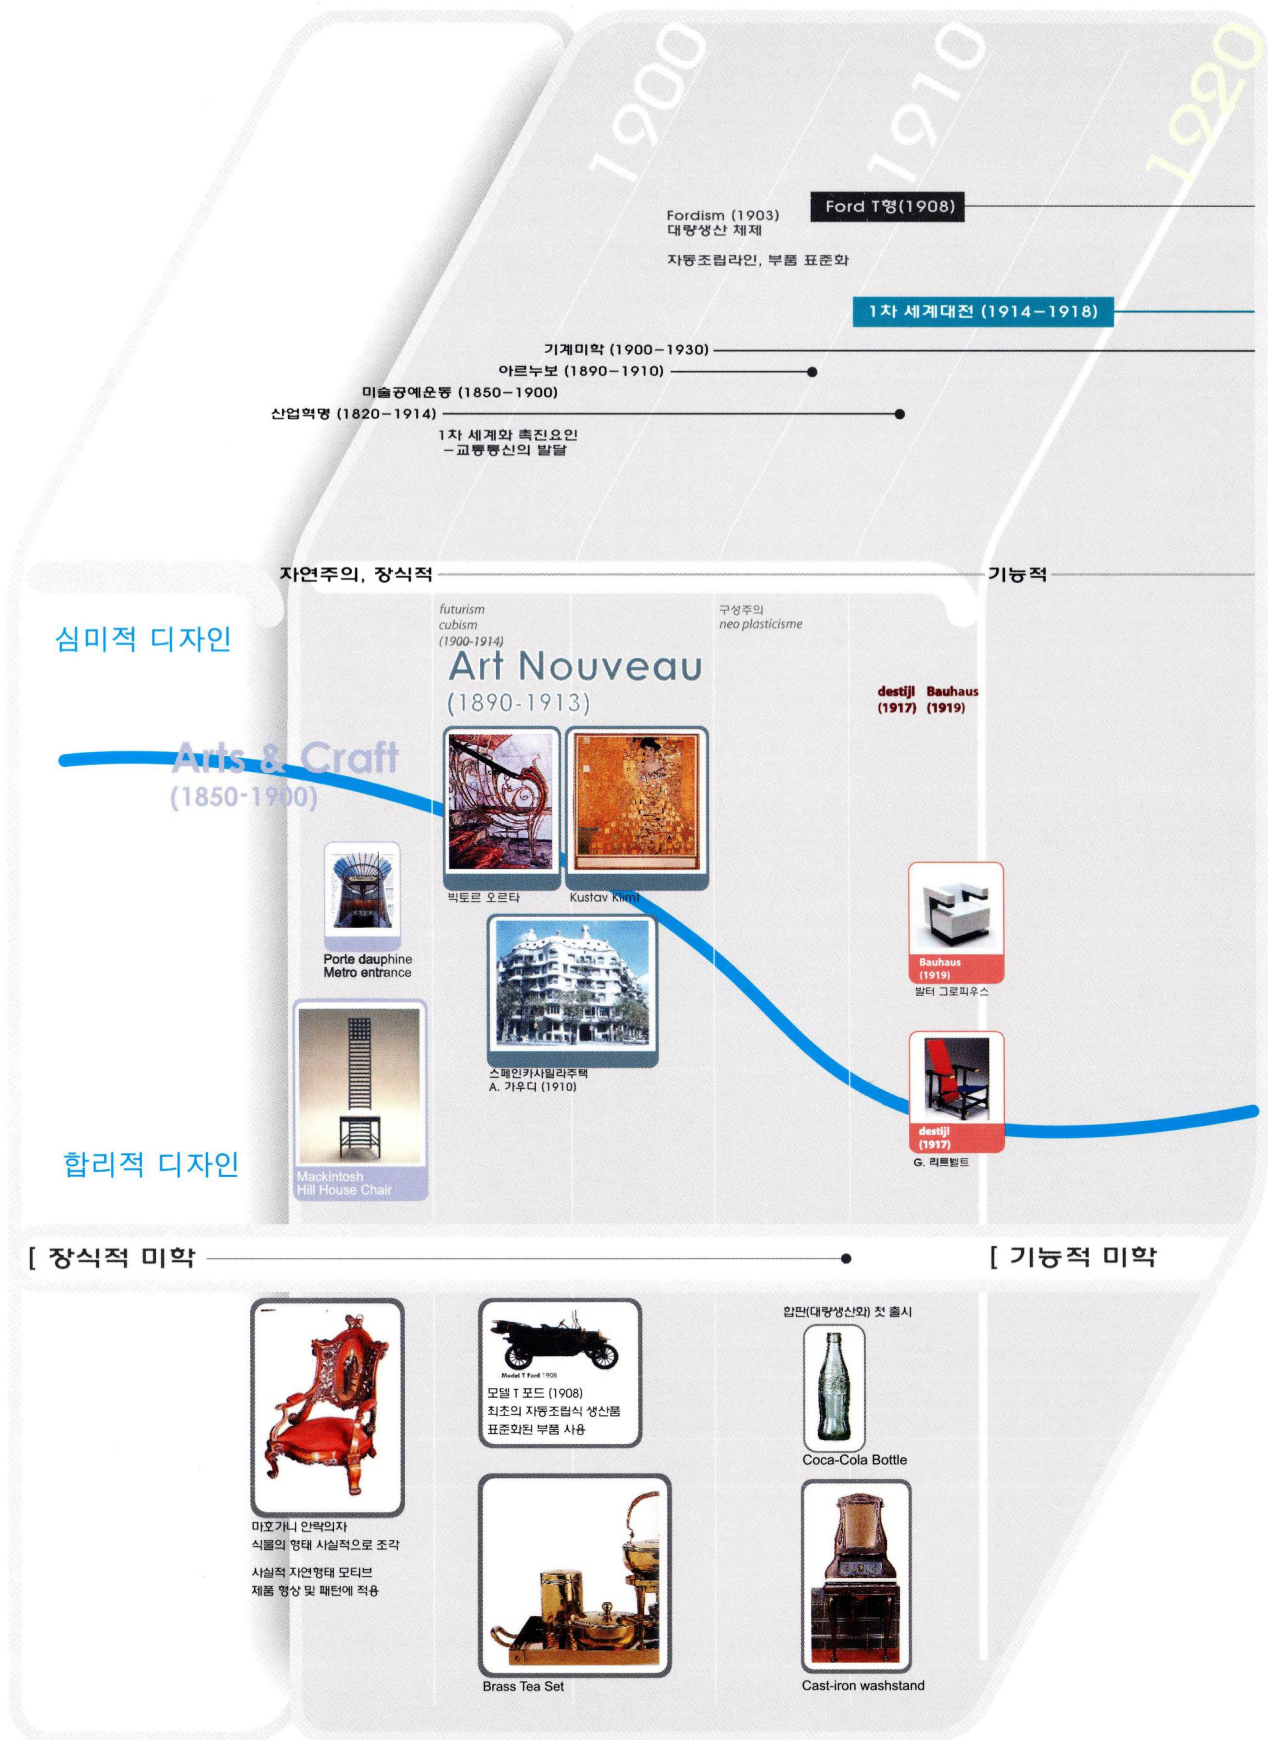 1900
1910
1920
Ford T형(1908)
Fordism (1903)
대량생산 체제
자동조립라인, 부품 표준화
1차 세계대전 (1914-1918)
기계미학 (1900-1930)
아르누보 (1890-1910)
미술공예운동 (1850-1900)
산업혁명 (1820-1914)
1차 세계화 촉진요인
-교통통신의 발달
자연주의, 장식적
기능적
심미적 디자인
futurism
cubism
(1900-1914)
구성주의
neo plasticisme
Art Nouveau
(1890-1913)
destijl Bauhaus
(1917) (1919)
Arts & Craft
(1850-1900)
빅토르 오르타
Kustav Klimt
Porte dauphine
Metro entrance
Bauhaus
(1919)
발터 그로피우스
스페인카사밀라주택
A. 가우디 (1910)
destijl
(1917)
G. 리트벨트
합리적 디자인
Mackintosh
Hill House Chair
[ 장식적 미학
[ 기능적 미학
합판(대량생산화) 첫 출시
Model T Ford 1908
모델 T 포드 (1908)
최초의 자동조립식 생산품
표준화된 부품 사용
Coca-Cola Bottle
마호가니 안락의자
식물의 형태 사실적으로 조각
사실적 자연형태 모티브
제품 형상 및 패턴에 적용
Brass Tea Set
Cast-iron washstand